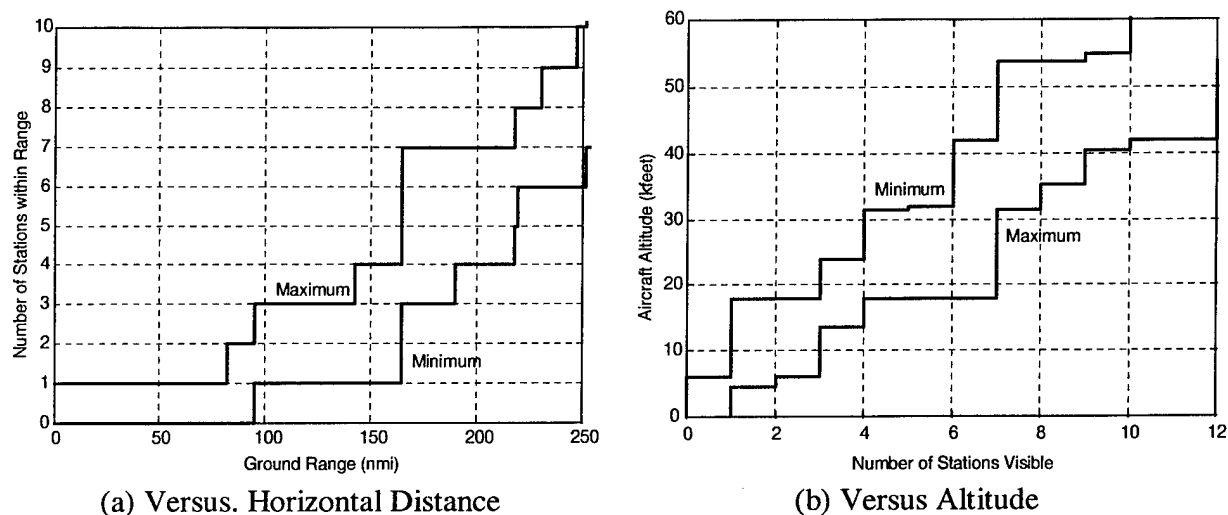 Number of Stations within Range
10
9
8
7
6
5
4
3
2
1
0
Maximum
Minimum
0 50 100 150 200 250
Ground Range (nmi)
(a) Versus. Horizontal Distance
Aircraft Altitude (kfeet)
60
50
40
30
20
10
0
Minimum
Maximum
0 2 4 6 8 10 12
Number of Stations Visible
(b) Versus Altitude